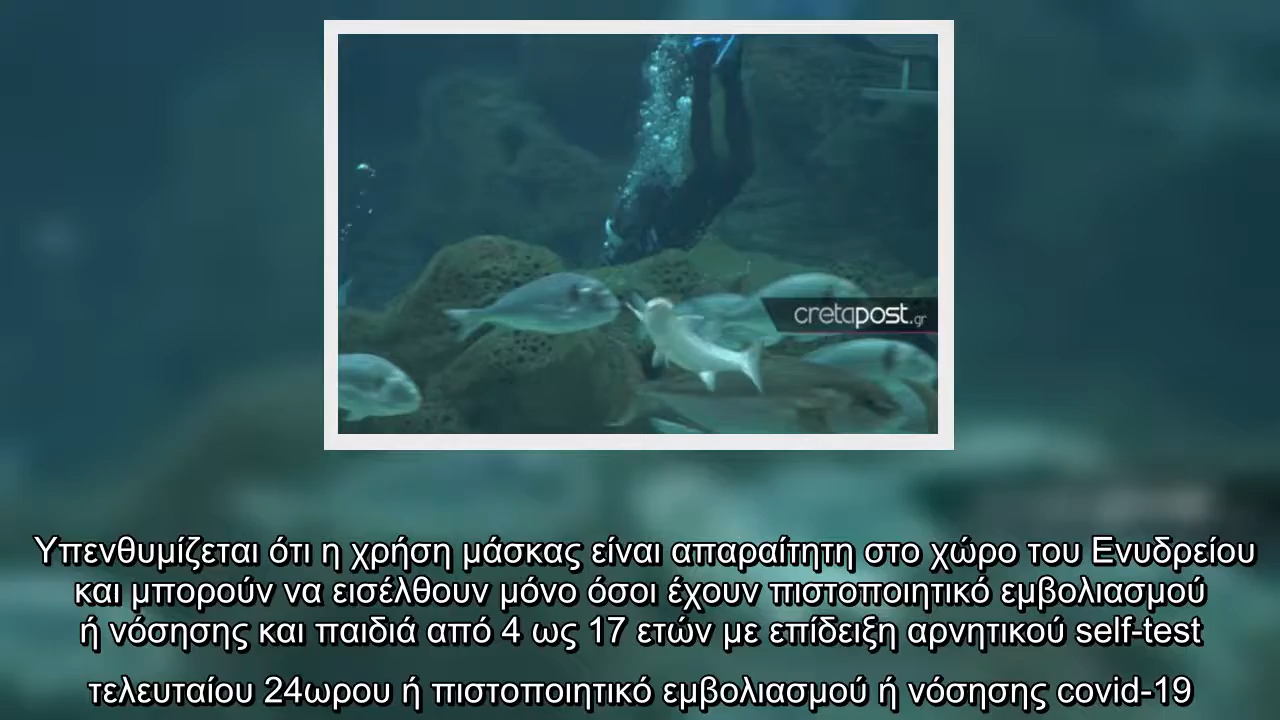 cretapost.gr
Υπενθυμίζεται ότι η χρήση μάσκας είναι απαραίτητη στο χώρο του Ενυδρείου
και μπορούν να εισέλθουν μόνο όσοι έχουν πιστοποιητικό εμβολιασμού
ή νόσησης και παιδιά από 4 ως 17 ετών με επίδειξη αρνητικού self-test
τελευταίου 24ωρου ή πιστοποιητικό εμβολιασμού ή νόσησης covid-19